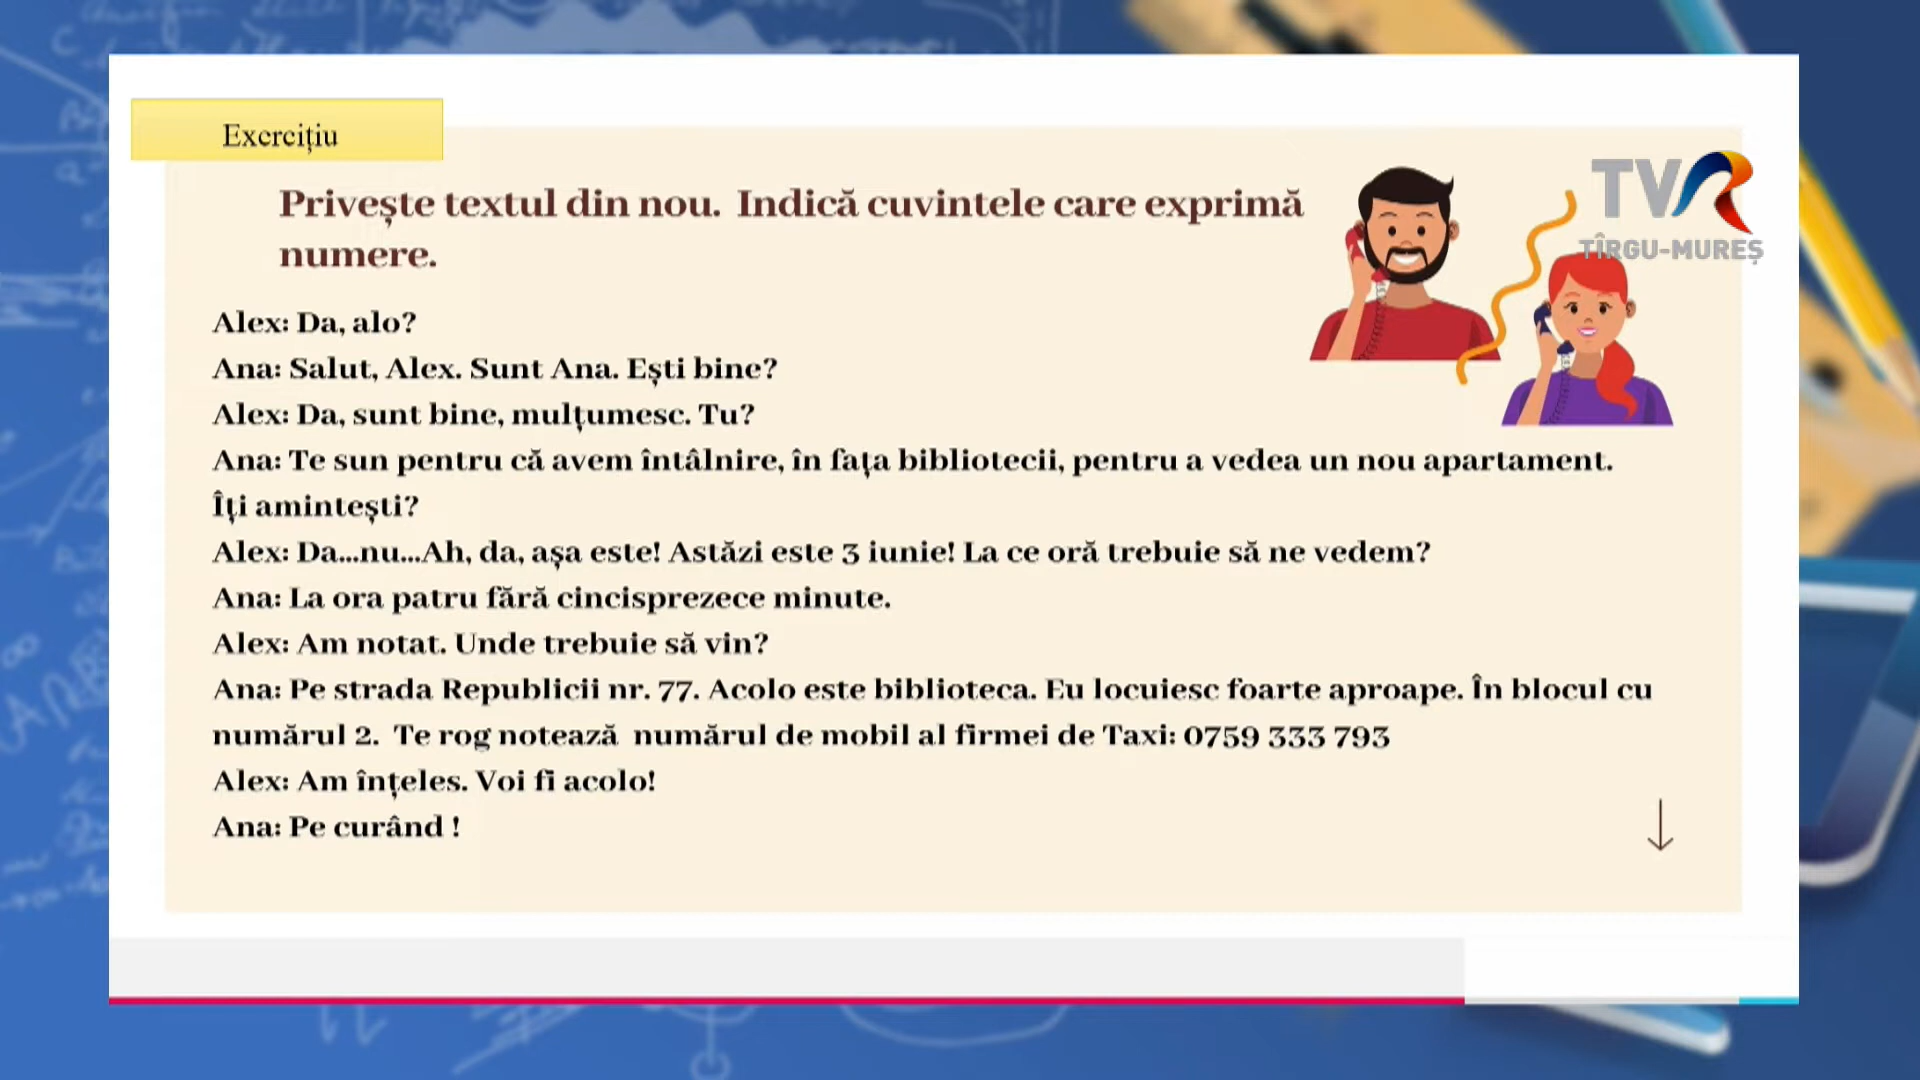 Exercițiu
TVR
TÎRGU-MUREȘ
Privește textul din nou. Indică cuvintele care exprimă
numere.
Alex: Da, alo?
Ana: Salut, Alex. Sunt Ana. Ești bine?
Alex: Da, sunt bine, mulțumesc. Tu?
Ana: Te sun pentru că avem întâlnire, în fața bibliotecii, pentru a vedea un nou apartament.
Îți amintești?
Alex: Da...nu...Ah, da, așa este! Astăzi este 3 iunie! La ce oră trebuie să ne vedem?
Ana: La ora patru fără cincisprezece minute.
Alex: Am notat. Unde trebuie să vin?
Ana: Pe strada Republicii nr. 77. Acolo este biblioteca. Eu locuiesc foarte aproape. În blocul cu
numărul 2. Te rog notează numărul de mobil al firmei de Taxi: 0759 333 793
Alex: Am înțeles. Voi fi acolo!
Ana: Pe curând !